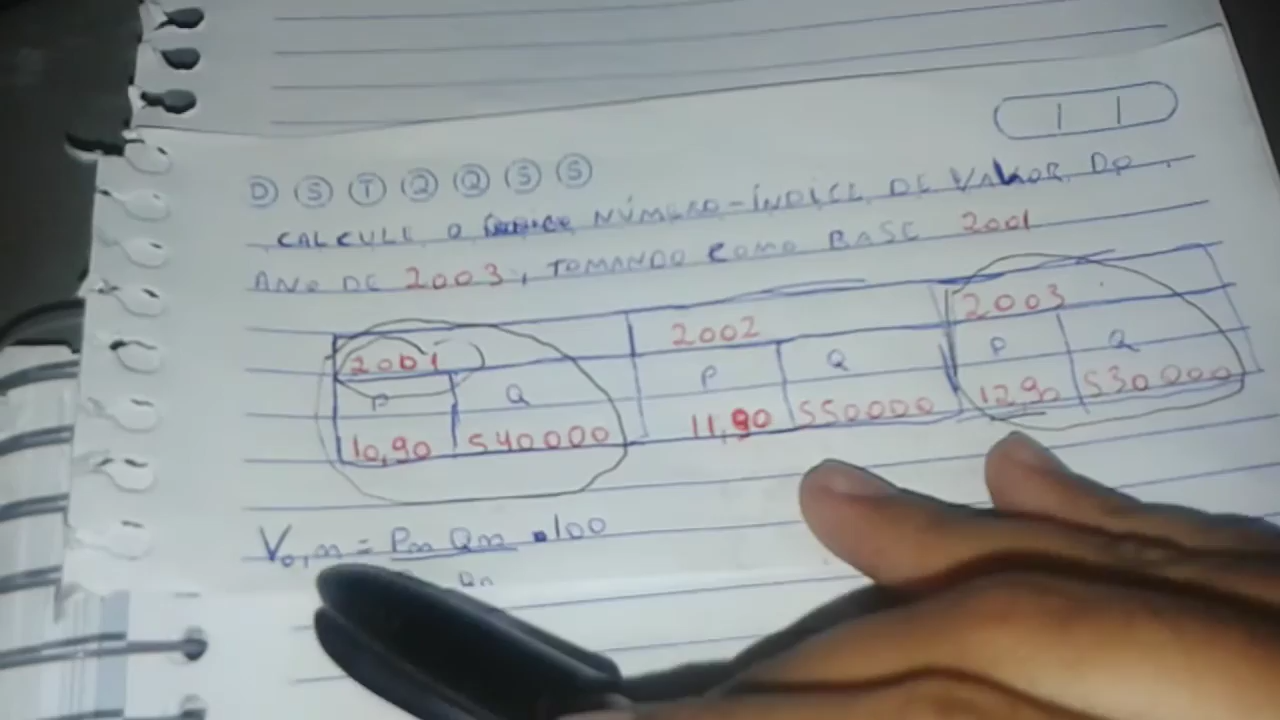 D S T Q Q S S
CALCULE O NÚMERO-ÍNDICE DE VALOR DO
ANO DE 2003, TOMANDO COMO BASE 2001
2001 2002 2003
P Q P Q P Q
10,90 540000 11,90 550000 12,90 530000
Vo,n = Pn Qn .100